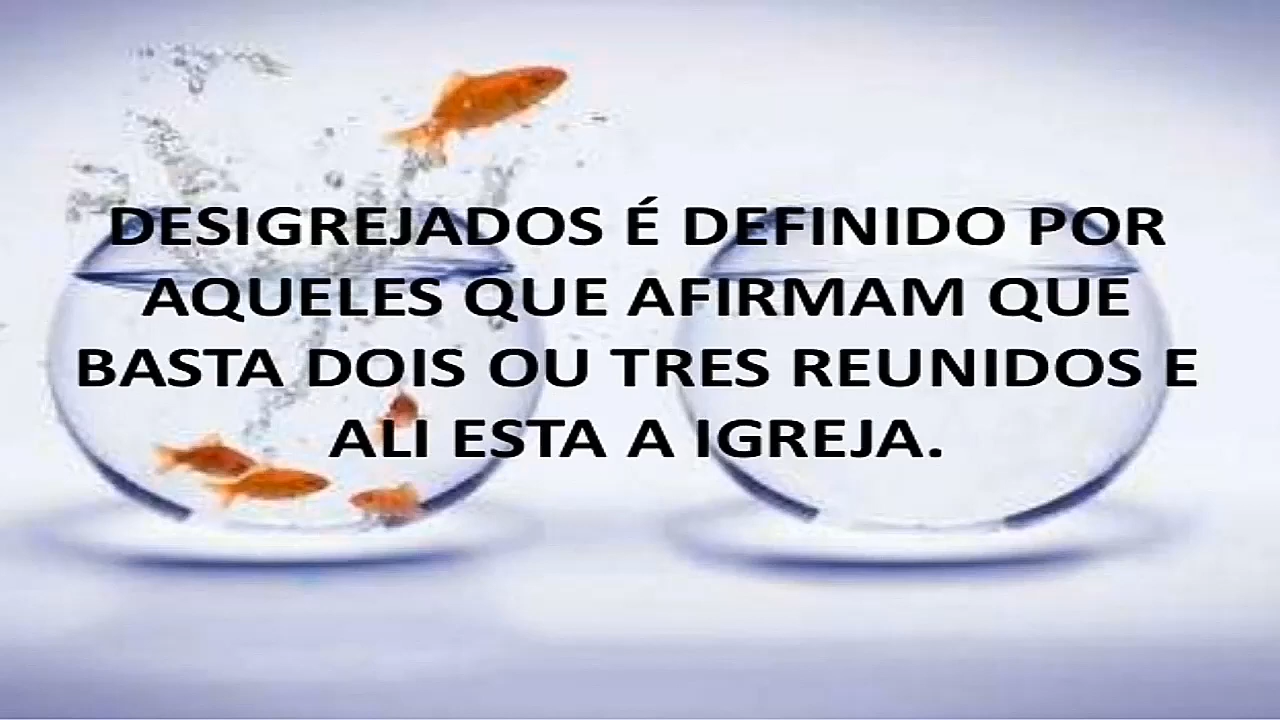 DESIGREJADOS É DEFINIDO POR
AQUELES QUE AFIRMAM QUE
BASTA DOIS OU TRES REUNIDOS E
ALI ESTA A IGREJA.